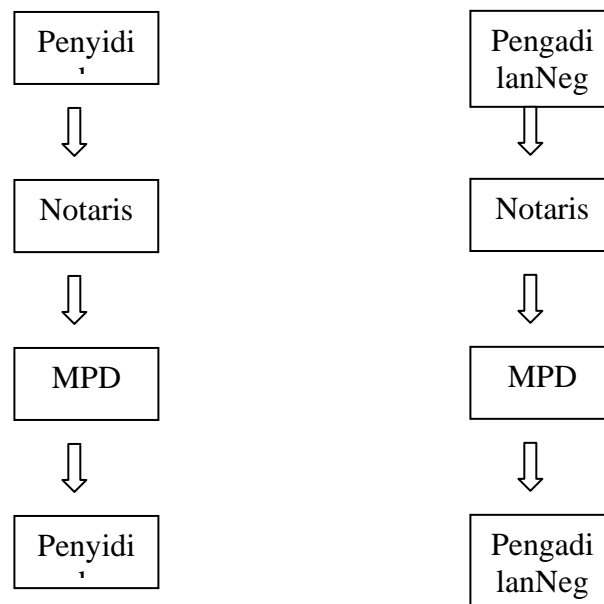 Penyidi
Notaris
MPD
Penyidi
Pengadi
lanNeg
Notaris
MPD
Pengadi
lanNeg